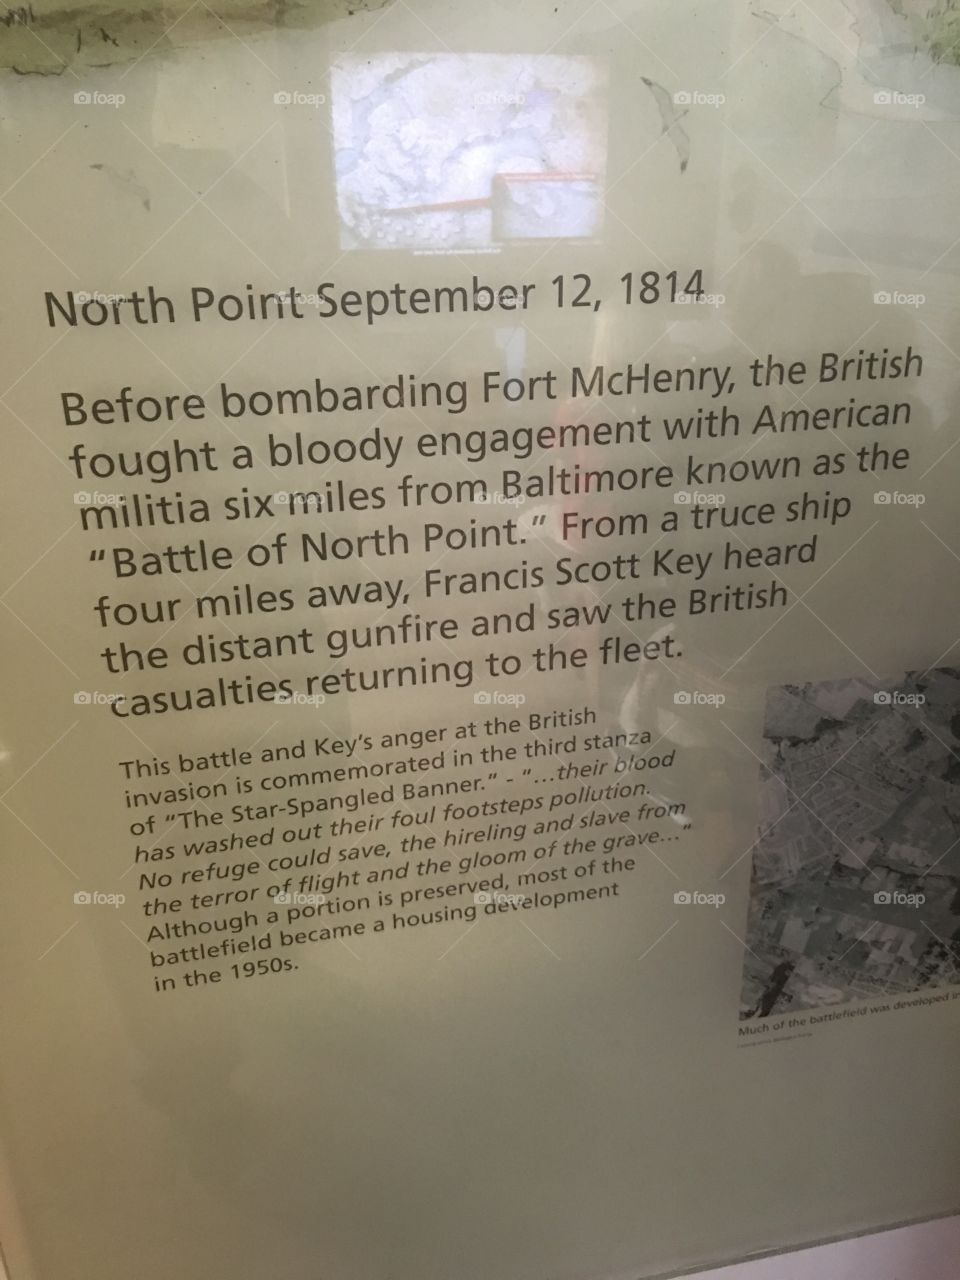 North Point September 12, 1814
Before bombarding Fort McHenry, the British
fought a bloody engagement with American
militia six miles from Baltimore known as the
“Battle of North Point.” From a truce ship
four miles away, Francis Scott Key heard
the distant gunfire and saw the British
casualties returning to the fleet.
This battle and Key’s anger at the British
invasion is commemorated in the third stanza
of “The Star-Spangled Banner.” - “...their blood
has washed out their foul footsteps pollution.
No refuge could save, the hireling and slave from
the terror of flight and the gloom of the grave...”
Although a portion is preserved, most of the
battlefield became a housing development
in the 1950s.
Much of the battlefield was developed in
foap